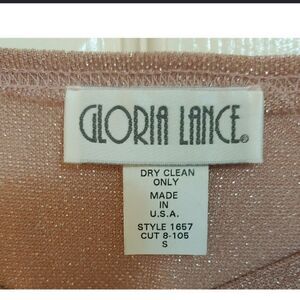 GLORIA LANCE®
DRY CLEAN
ONLY
MADE
IN
U.S.A.
STYLE 1657
CUT 8-105
S